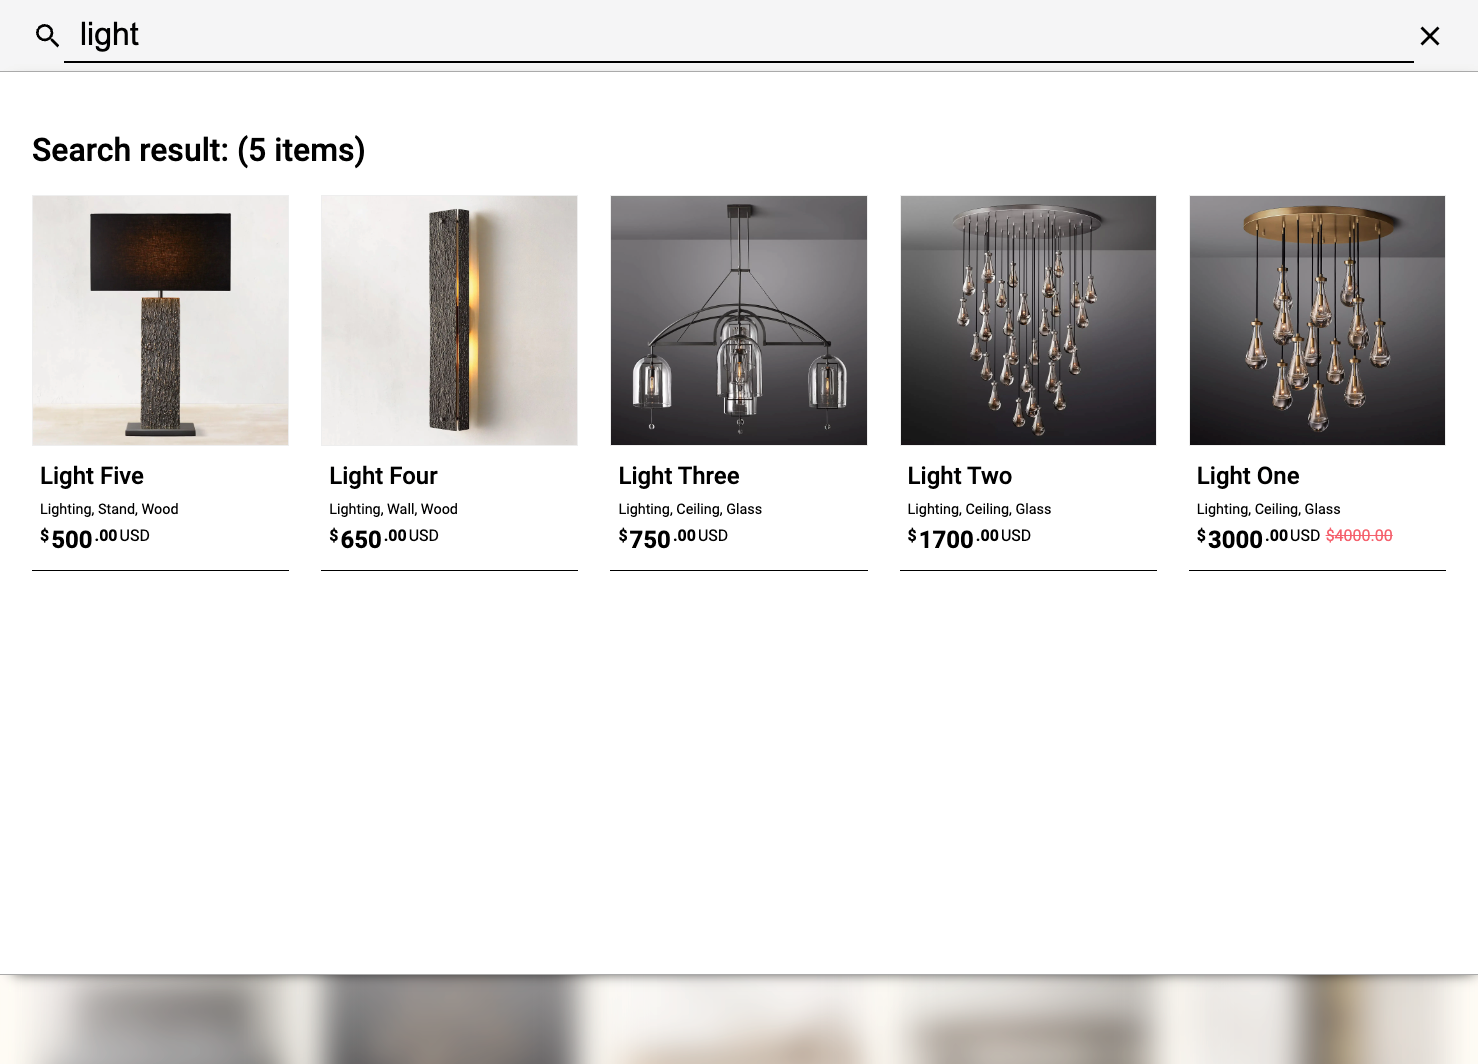 light
Search result: (5 items)
Light Five
Lighting, Stand, Wood
$500.00USD
Light Four
Lighting, Wall, Wood
$650.00USD
Light Three
Lighting, Ceiling, Glass
$750.00USD
Light Two
Lighting, Ceiling, Glass
$1700.00USD
Light One
Lighting, Ceiling, Glass
$3000.00USD $4000.00